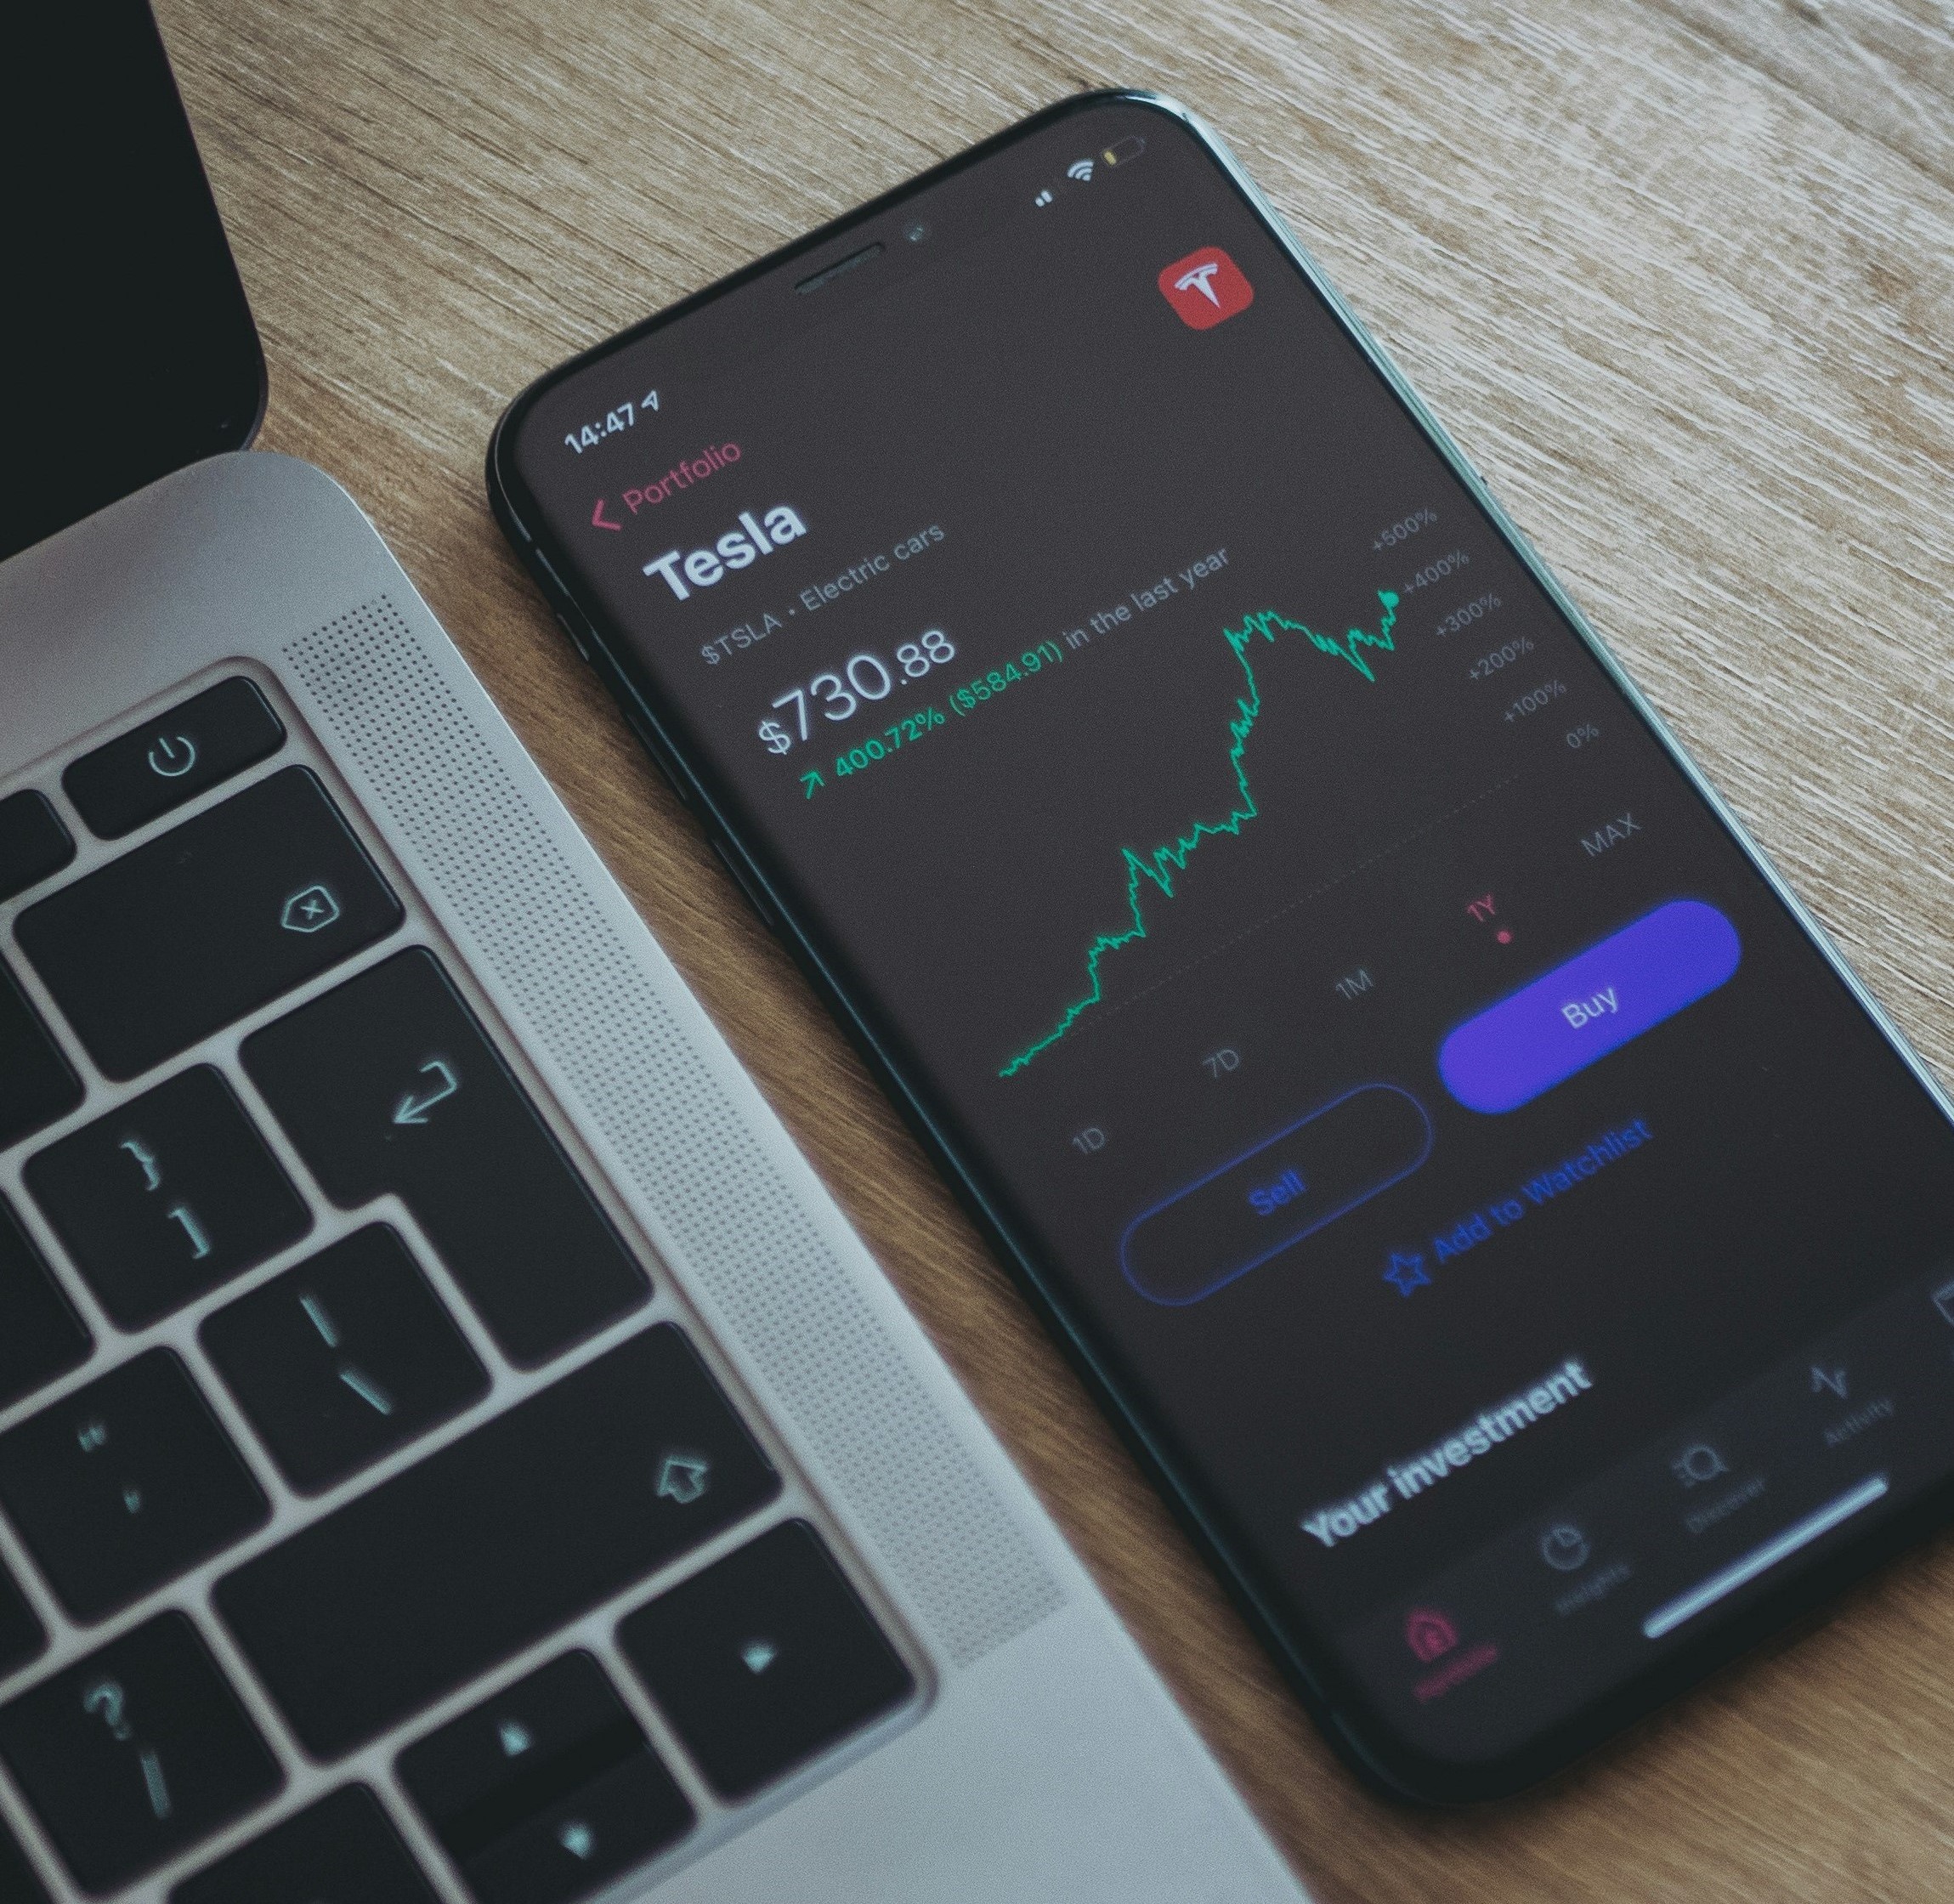 14:47
Portfolio
Tesla
$TSLA • Electric cars
$730.88
↗ 400.72% ($584.91) in the last year
+500%
+400%
+300%
+200%
+100%
0%
1D 7D 1M 1Y MAX
Sell Buy
Add to Watchlist
Your investment
Portfolio Insights Discover Activity
}
]
|
\
"
'
?
/